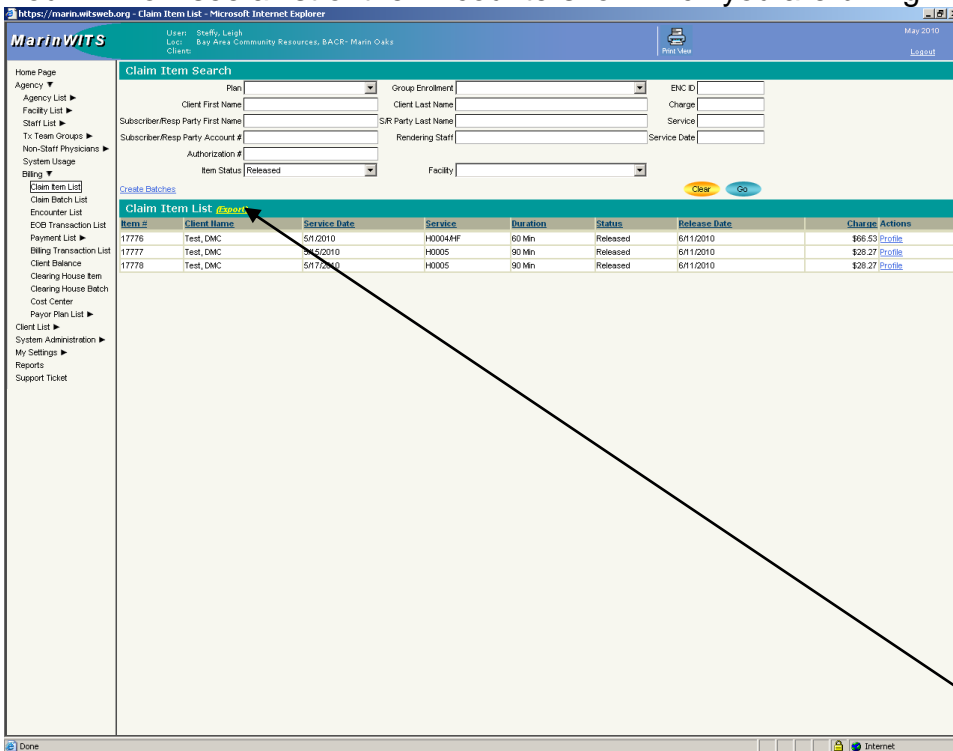 https://marin.witsweb.org - Claim Item List - Microsoft Internet Explorer
MarinWITS
User: Steffy, Leigh
Loc: Bay Area Community Resources, BACR- Marin Oaks
Client:
Print View
May 2010
Logout
Home Page
Agency ▼
Agency List ►
Facility List ►
Staff List ►
Tx Team Groups ►
Non-Staff Physicians ►
System Usage
Billing ▼
Claim Item List
Claim Batch List
Encounter List
EOB Transaction List
Payment List ►
Billing Transaction List
Client Balance
Clearing House Item
Clearing House Batch
Cost Center
Payor Plan List ►
Client List ►
System Administration ►
My Settings ►
Reports
Support Ticket
Claim Item Search
Plan Group Enrollment ENC ID
Client First Name Client Last Name Charge
Subscriber/Resp Party First Name S/R Party Last Name Service
Subscriber/Resp Party Account # Rendering Staff Service Date
Authorization #
Item Status Released Facility
Create Batches Clear Go
Claim Item List (Export)
Item # Client Name Service Date Service Duration Status Release Date Charge Actions
17776 Test, DMC 5/1/2010 H0004/HF 60 Min Released 6/11/2010 $66.53 Profile
17777 Test, DMC 5/15/2010 H0005 90 Min Released 6/11/2010 $28.27 Profile
17778 Test, DMC 5/17/2010 H0005 90 Min Released 6/11/2010 $28.27 Profile
Done Internet